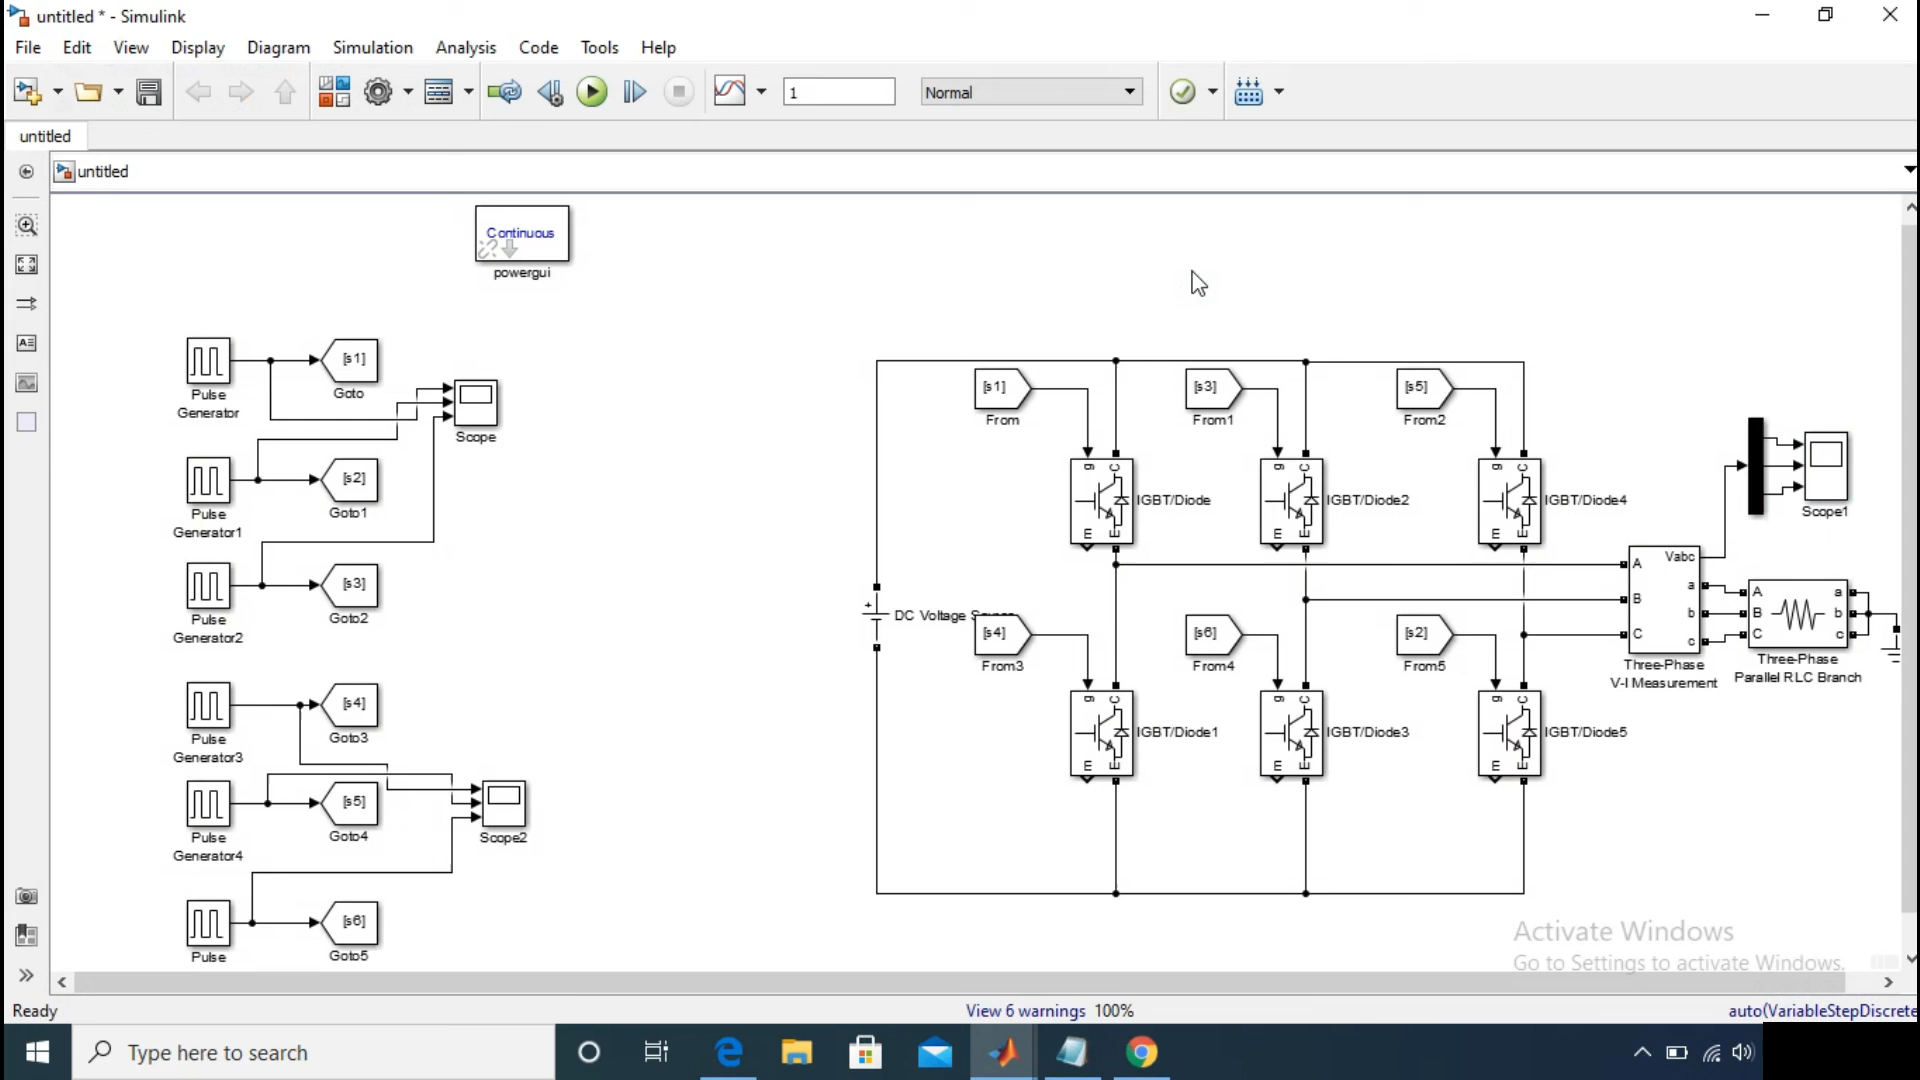 untitled * - Simulink
File Edit View Display Diagram Simulation Analysis Code Tools Help
1
Normal
untitled
untitled
Continuous
powergui
Pulse
Generator
[s1]
Goto
Scope
Pulse
Generator1
[s2]
Goto1
Pulse
Generator2
[s3]
Goto2
Pulse
Generator3
[s4]
Goto3
Pulse
Generator4
[s5]
Goto4
Scope2
Pulse
[s6]
Goto5
[s1]
From
[s3]
From1
[s5]
From2
g C
E E
IGBT/Diode
g C
E E
IGBT/Diode2
g C
E E
IGBT/Diode4
+
DC Voltage
[s4]
From3
[s6]
From4
[s2]
From5
g C
E E
IGBT/Diode1
g C
E E
IGBT/Diode3
g C
E E
IGBT/Diode5
Scope1
Vabc
A
a
B
b
C
c
Three-Phase
V-I Measurement
A a
B b
C c
Three-Phase
Parallel RLC Branch
Activate Windows
Go to Settings to activate Windows.
Ready
View 6 warnings 100%
auto(VariableStepDiscrete
Type here to search